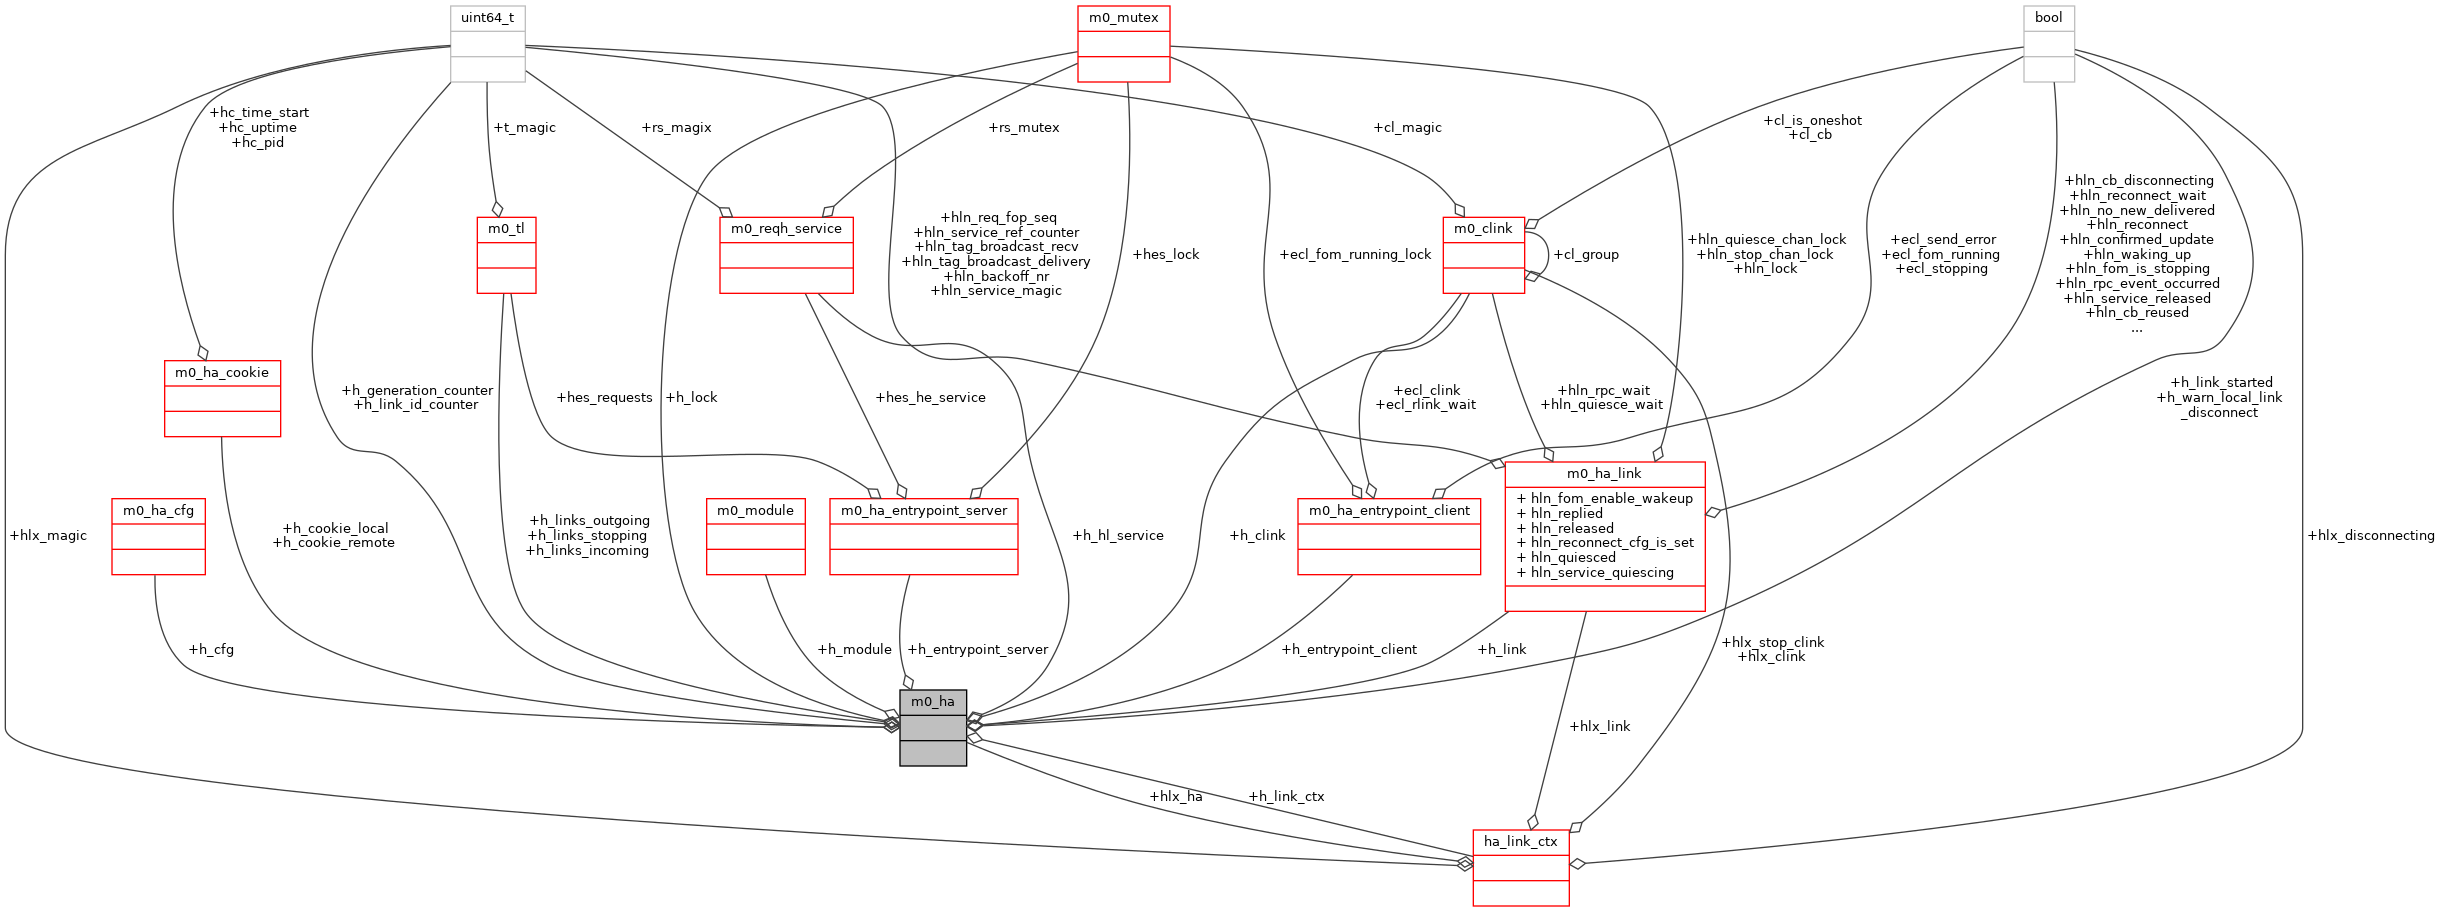 uint64_t
m0_mutex
bool
+hc_time_start
+hc_uptime
+hc_pid
+t_magic
+rs_magix
+rs_mutex
+cl_magic
+cl_is_oneshot
+cl_cb
m0_tl
m0_reqh_service
+hln_req_fop_seq
+hln_service_ref_counter
+hln_tag_broadcast_recv
+hln_tag_broadcast_delivery
+hln_backoff_nr
+hln_service_magic
+hes_lock
+ecl_fom_running_lock
m0_clink
+cl_group
+hln_quiesce_chan_lock
+hln_stop_chan_lock
+hln_lock
+ecl_send_error
+ecl_fom_running
+ecl_stopping
+hln_cb_disconnecting
+hln_reconnect_wait
+hln_no_new_delivered
+hln_reconnect
+hln_confirmed_update
+hln_waking_up
+hln_fom_is_stopping
+hln_rpc_event_occurred
+hln_service_released
+hln_cb_reused
...
m0_ha_cookie
+h_generation_counter
+h_link_id_counter
+hes_requests
+h_lock
+hes_he_service
+ecl_clink
+ecl_rlink_wait
+hln_rpc_wait
+hln_quiesce_wait
+h_link_started
+h_warn_local_link
_disconnect
+hlx_magic
m0_ha_cfg
+h_cookie_local
+h_cookie_remote
+h_links_outgoing
+h_links_stopping
+h_links_incoming
m0_module
m0_ha_entrypoint_server
+h_hl_service
+h_clink
m0_ha_entrypoint_client
m0_ha_link
+ hln_fom_enable_wakeup
+ hln_replied
+ hln_released
+ hln_reconnect_cfg_is_set
+ hln_quiesced
+ hln_service_quiescing
+hlx_disconnecting
+h_cfg
+h_module
+h_entrypoint_server
+h_entrypoint_client
+h_link
+hlx_stop_clink
+hlx_clink
m0_ha
+hlx_link
+hlx_ha
+h_link_ctx
ha_link_ctx